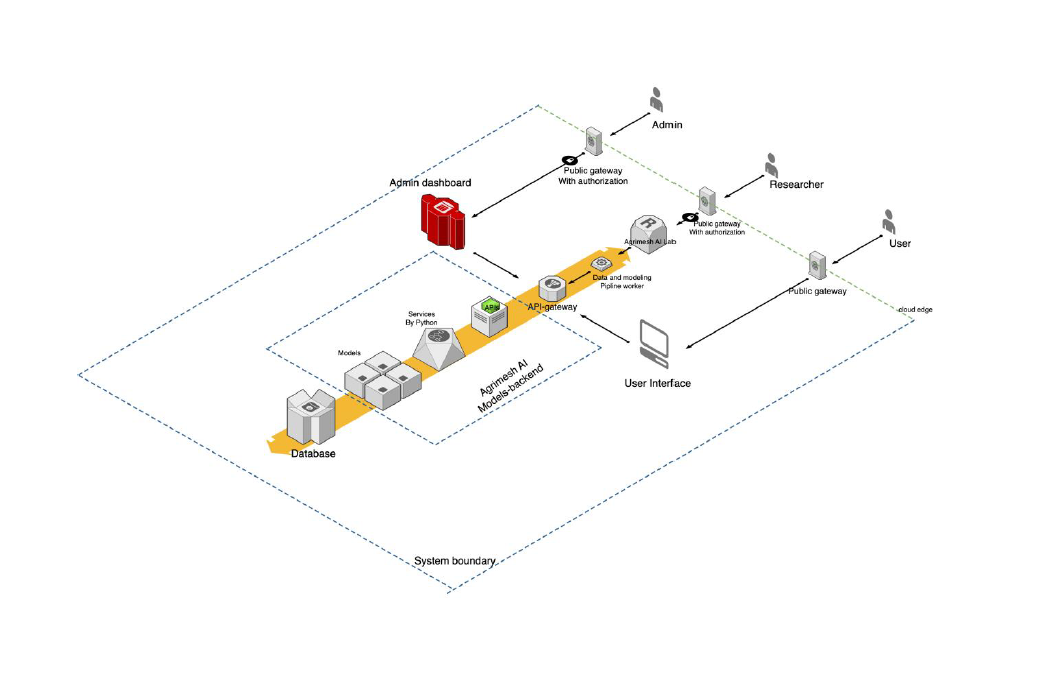 Admin
Public gateway
With authorization
Admin dashboard
Researcher
Public gateway
With authorization
R
Agrimesh AI Lab
User
Public gateway
Data and modeling
Pipline worker
API-gateway
cloud edge
APIs
Services
By Python
Models
Agrimesh AI
Models-backend
User Interface
Database
System boundary